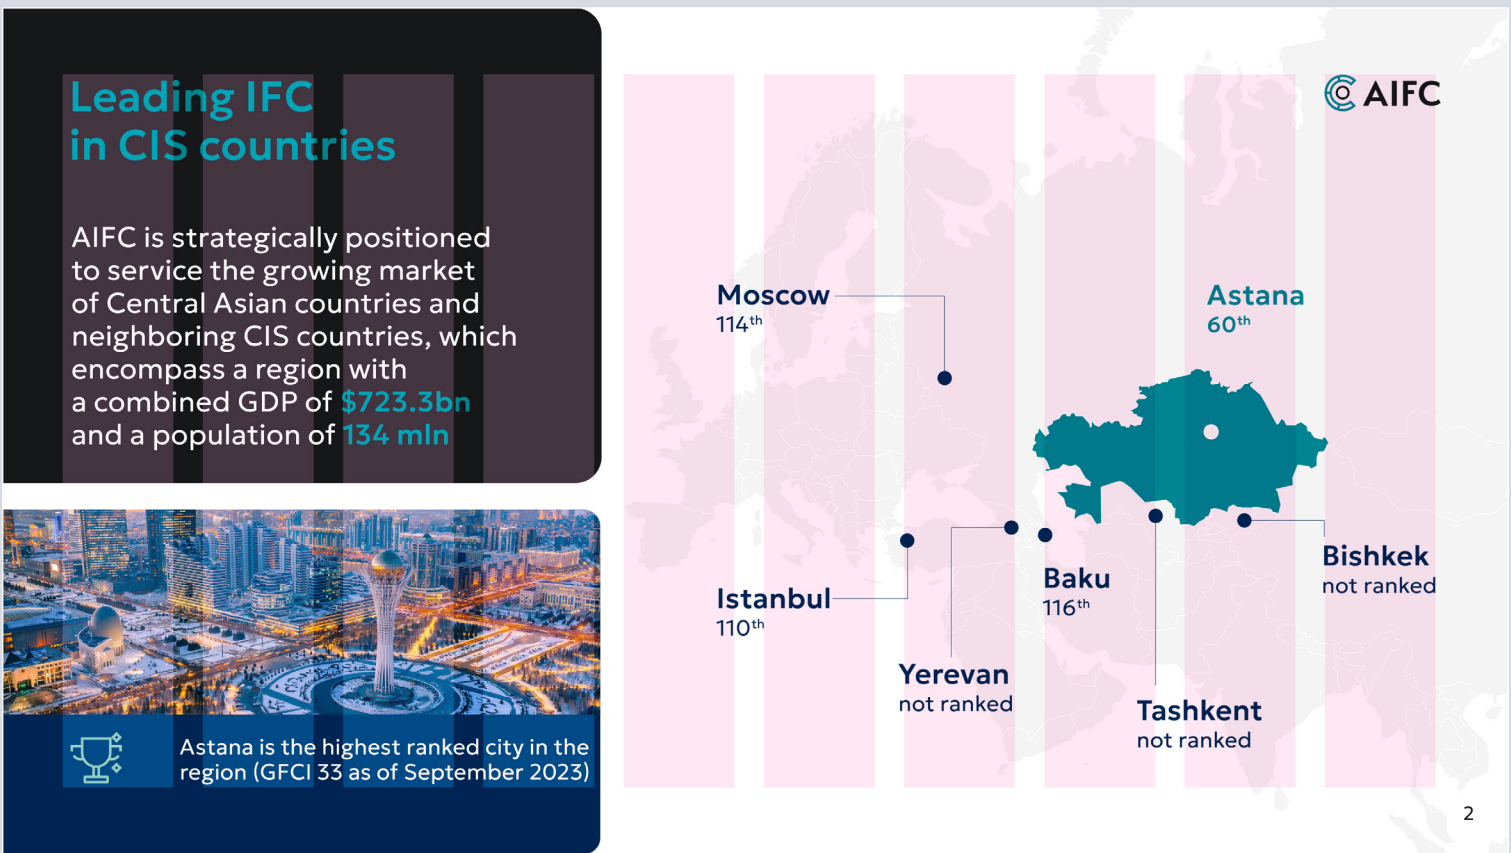 Leading IFC
in CIS countries
AIFC is strategically positioned
to service the growing market
of Central Asian countries and
neighboring CIS countries, which
encompass a region with
a combined GDP of $723.3bn
and a population of 134 mln
Astana is the highest ranked city in the
region (GFCI 33 as of September 2023)
AIFC
Moscow
114th
Astana
60th
Istanbul
110th
Yerevan
not ranked
Baku
116th
Tashkent
not ranked
Bishkek
not ranked
2